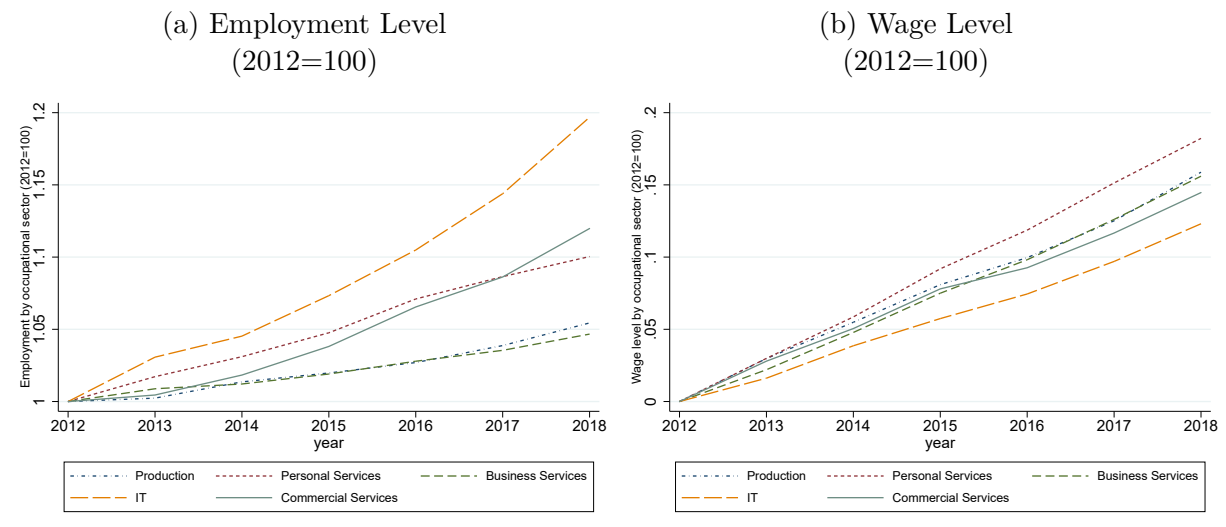 (a) Employment Level
(2012=100)
Employment by occupational sector (2012=100)
1.2
1.15
1.1
1.05
1
2012 2013 2014 2015 2016 2017 2018
year
Production Personal Services Business Services
IT Commercial Services
(b) Wage Level
(2012=100)
Wage level by occupational sector (2012=100)
.2
.15
.1
.05
0
2012 2013 2014 2015 2016 2017 2018
year
Production Personal Services Business Services
IT Commercial Services